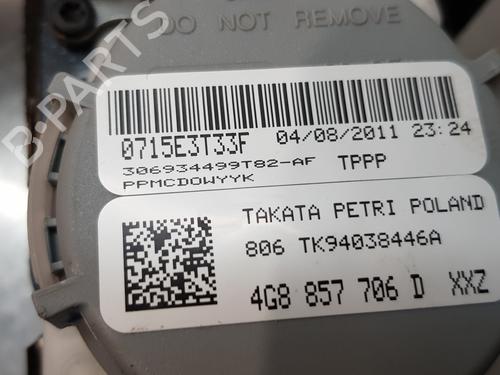 DO NOT REMOVE
B-PARTS
0715E3T33F 04/08/2011 23:24
306934499T82-AF TPPP
PPMCDOWYYK
TAKATA PETRI POLAND
806 TK94038446A
4G8 857 706 D XXZ